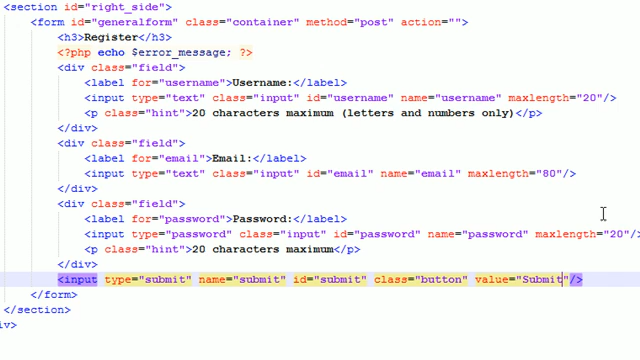 <section id="right_side">
<form id="generalform" class="container" method="post" action="">
<h3>Register</h3>
<?php echo $error_message; ?>
<div class="field">
<label for="username">Username:</label>
<input type="text" class="input" id="username" name="username" maxlength="20"/>
<p class="hint">20 characters maximum (letters and numbers only)</p>
</div>
<div class="field">
<label for="email">Email:</label>
<input type="text" class="input" id="email" name="email" maxlength="80"/>
</div>
<div class="field">
<label for="password">Password:</label>
<input type="password" class="input" id="password" name="password" maxlength="20"/>
<p class="hint">20 characters maximum</p>
</div>
<input type="submit" name="submit" id="submit" class="button" value="Submit"/>
</form>
</section>
iv>